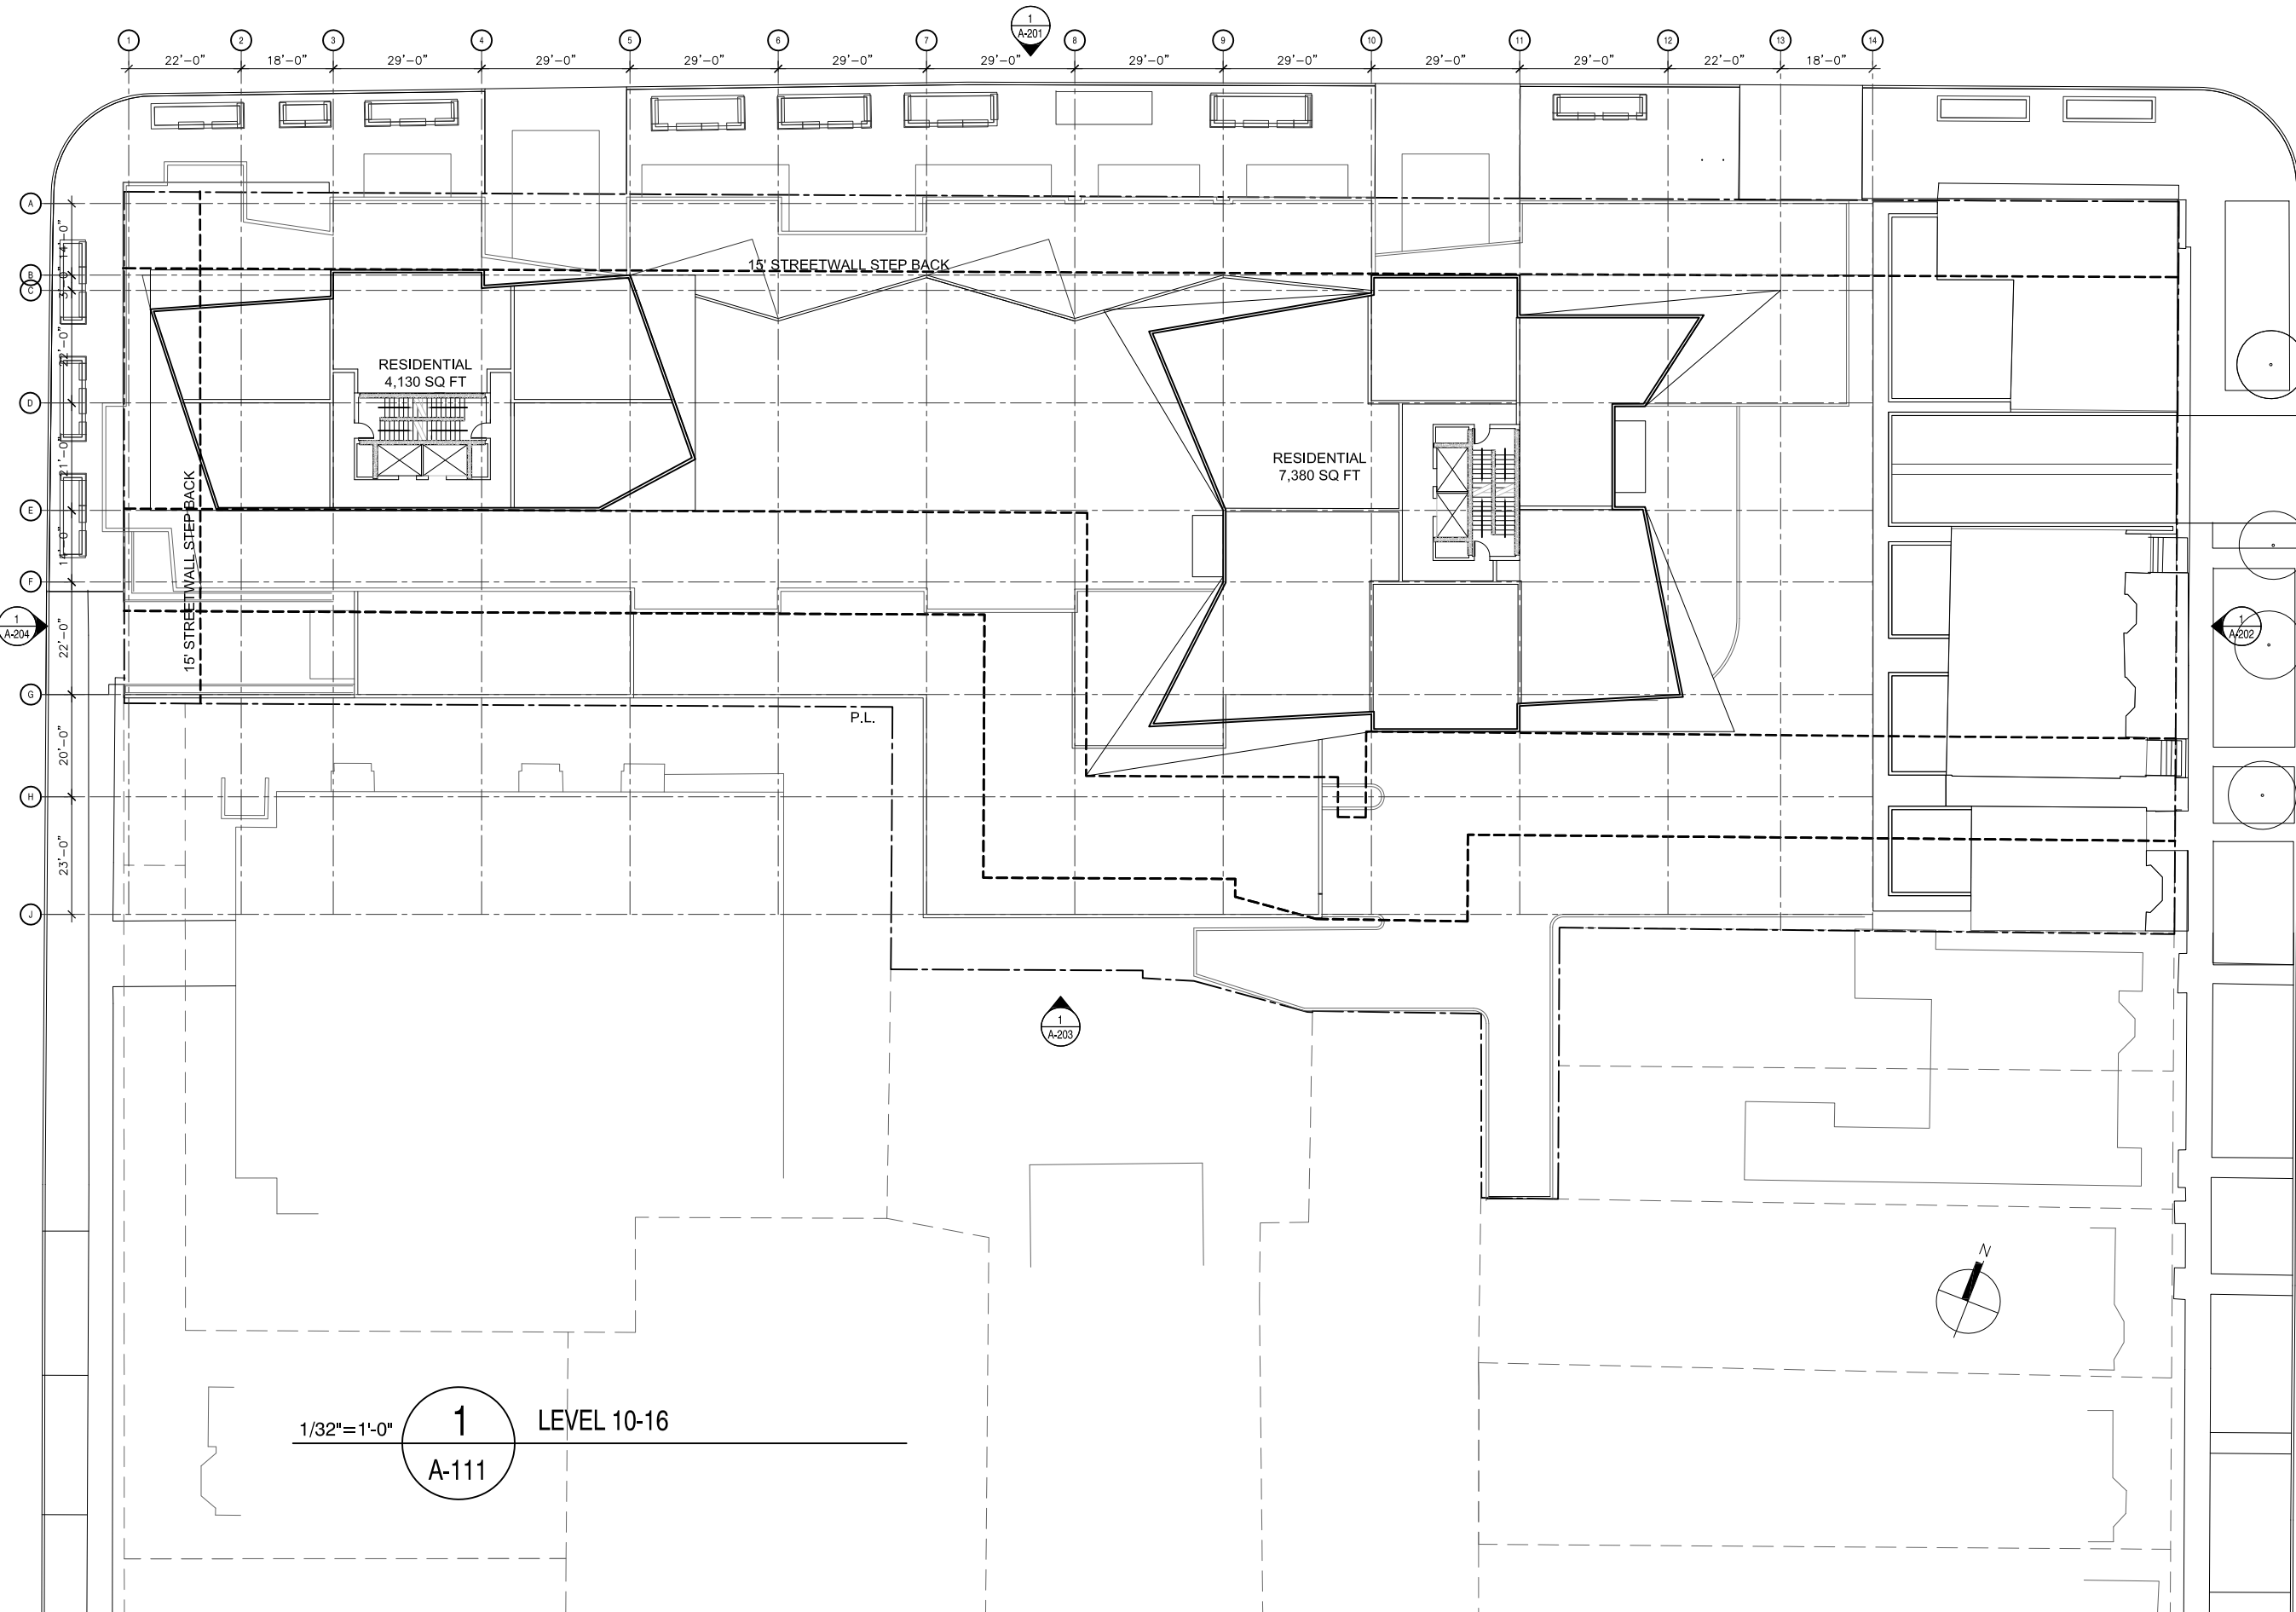 1
A-201
1 2 3 4 5 6 7 8 9 10 11 12 13 14
22'-0" 18'-0" 29'-0" 29'-0" 29'-0" 29'-0" 29'-0" 29'-0" 29'-0" 29'-0" 29'-0" 22'-0" 18'-0"
A
14'-0"
B
3'-0"
C
22'-0"
D
21'-0"
E
F
22'-0"
G
20'-0"
H
23'-0"
J
15' STREETWALL STEP BACK
15' STREETWALL STEP BACK
RESIDENTIAL
4,130 SQ FT
RESIDENTIAL
7,380 SQ FT
1
A-204
1
A-202
P.L.
1
A-203
N
1/32"=1'-0"
1
A-111
LEVEL 10-16